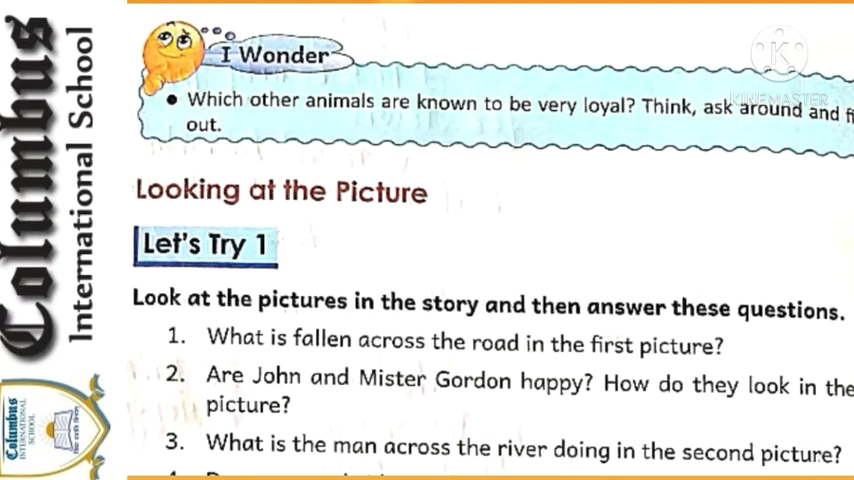 Columbus
International School
I Wonder
KINEMASTER
• Which other animals are known to be very loyal? Think, ask around and
out.
Looking at the Picture
Let's Try 1
Look at the pictures in the story and then answer these questions.
1. What is fallen across the road in the first picture?
2. Are John and Mister Gordon happy? How do they look in the
picture?
3. What is the man across the river doing in the second picture?
Columbus
INTERNATIONAL
SCHOOL